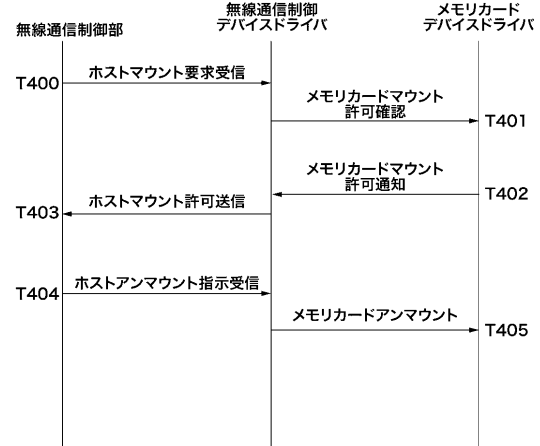 無線通信制御部
無線通信制御
デバイスドライバ
メモリカード
デバイスドライバ
T400
ホストマウント要求受信
メモリカードマウント
許可確認
T401
メモリカードマウント
許可通知
T402
T403
ホストマウント許可送信
T404
ホストアンマウント指示受信
メモリカードアンマウント
T405